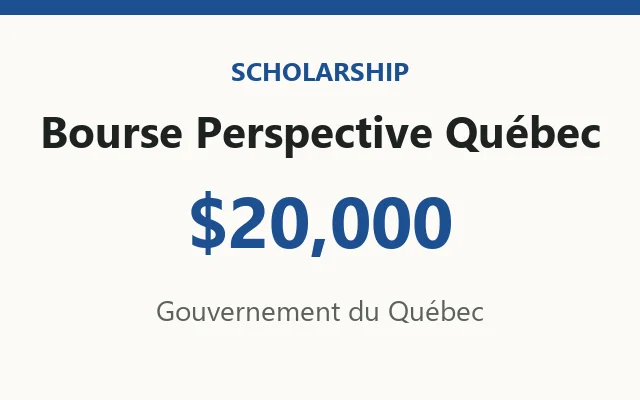 SCHOLARSHIP
Bourse Perspective Québec
$20,000
Gouvernement du Québec